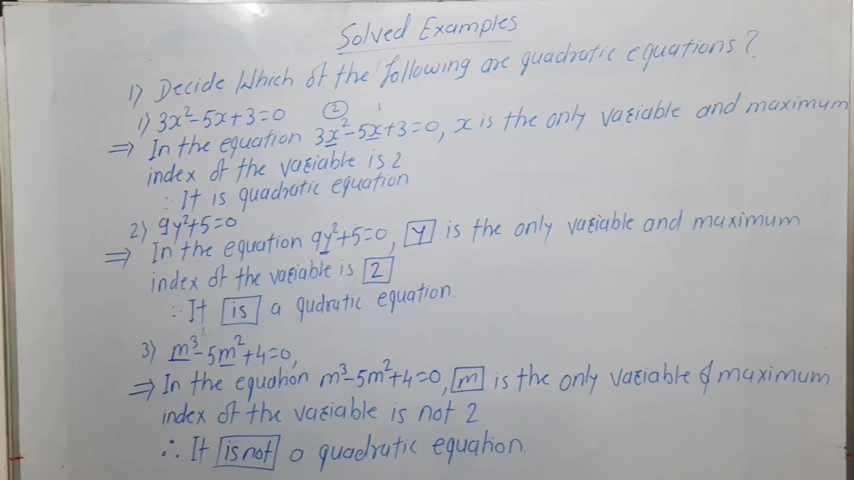 Solved Examples
1) Decide Which of the following are quadratic equations?
1) 3x²-5x+3=0 ②
⇒ In the equation 3x²-5x+3=0, x is the only variable and maximum
index of the variable is 2
∴ It is quadratic equation
2) 9y²+5=0
⇒ In the equation 9y²+5=0, y is the only variable and maximum
index of the variable is 2
∴ It is a qudratic equation.
3) m³-5m²+4=0,
⇒ In the equation m³-5m²+4=0, m is the only variable & maximum
index of the variable is not 2
∴ It is not a quadratic equation.